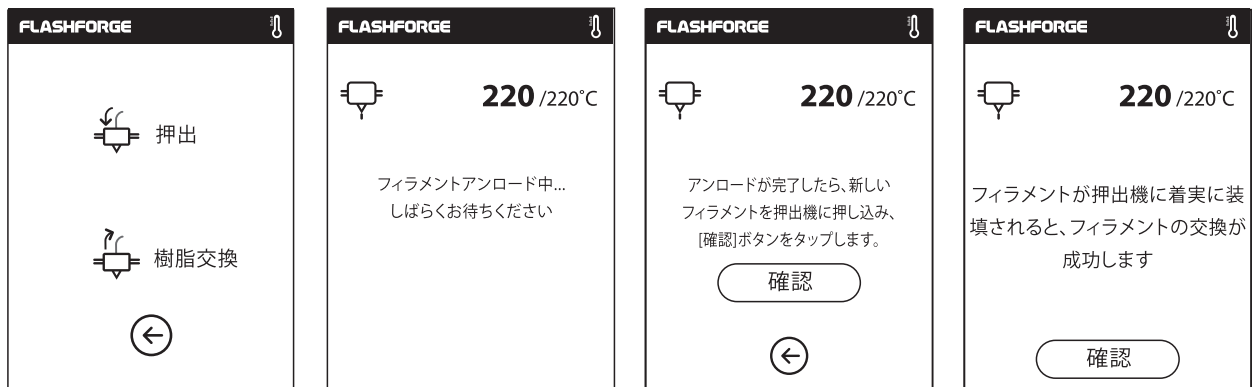 FLASHFORGE
押出
樹脂交換
FLASHFORGE
220 /220°C
フィラメントアンロード中...
しばらくお待ちください
FLASHFORGE
220 /220°C
アンロードが完了したら、新しい
フィラメントを押出機に押し込み、
[確認]ボタンをタップします。
確認
FLASHFORGE
220 /220°C
フィラメントが押出機に着実に装
填されると、フィラメントの交換が
成功します
確認